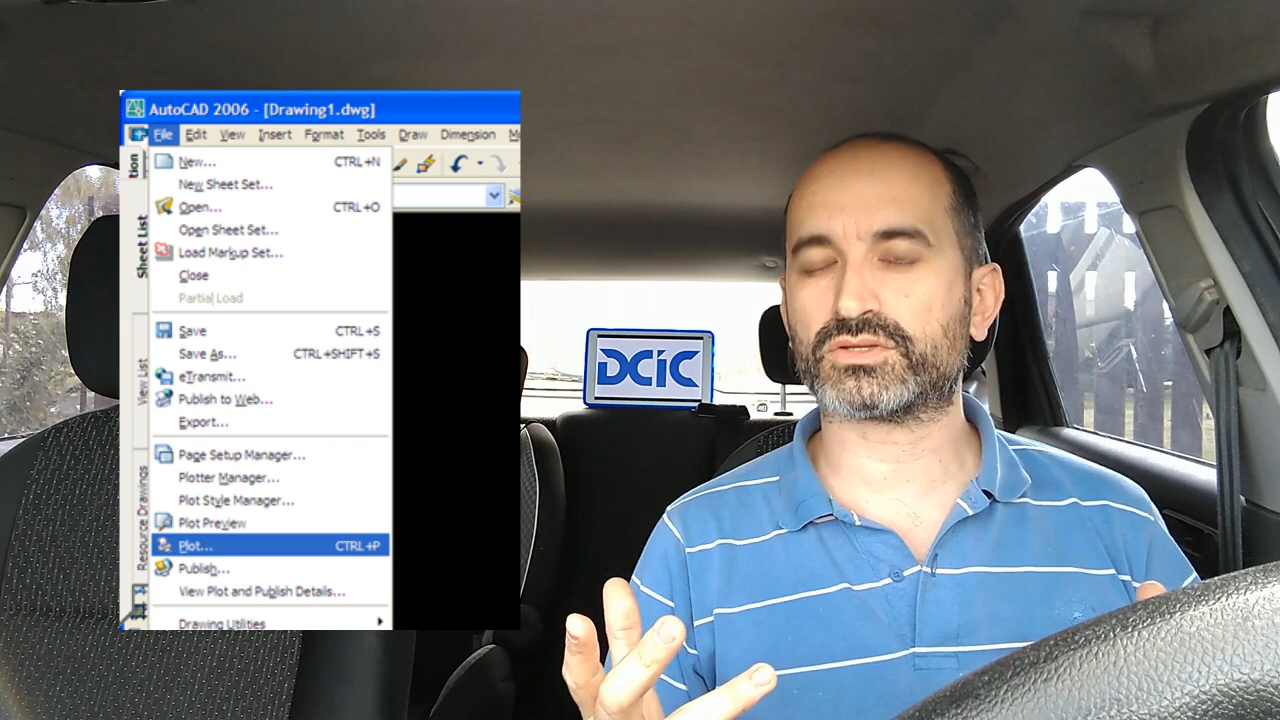 AutoCAD 2006 - [Drawing1.dwg]
File Edit View Insert Format Tools Draw Dimension
New... CTRL+N
New Sheet Set...
Open... CTRL+O
Open Sheet Set...
Load Markup Set...
Close
Partial Load
Save CTRL+S
Save As... CTRL+SHIFT+S
eTransmit...
Publish to Web...
Export...
Page Setup Manager...
Plotter Manager...
Plot Style Manager...
Plot Preview
Plot... CTRL+P
Publish...
View Plot and Publish Details...
Drawing Utilities
tion
Sheet List
View List
Resource Drawings
DCiC